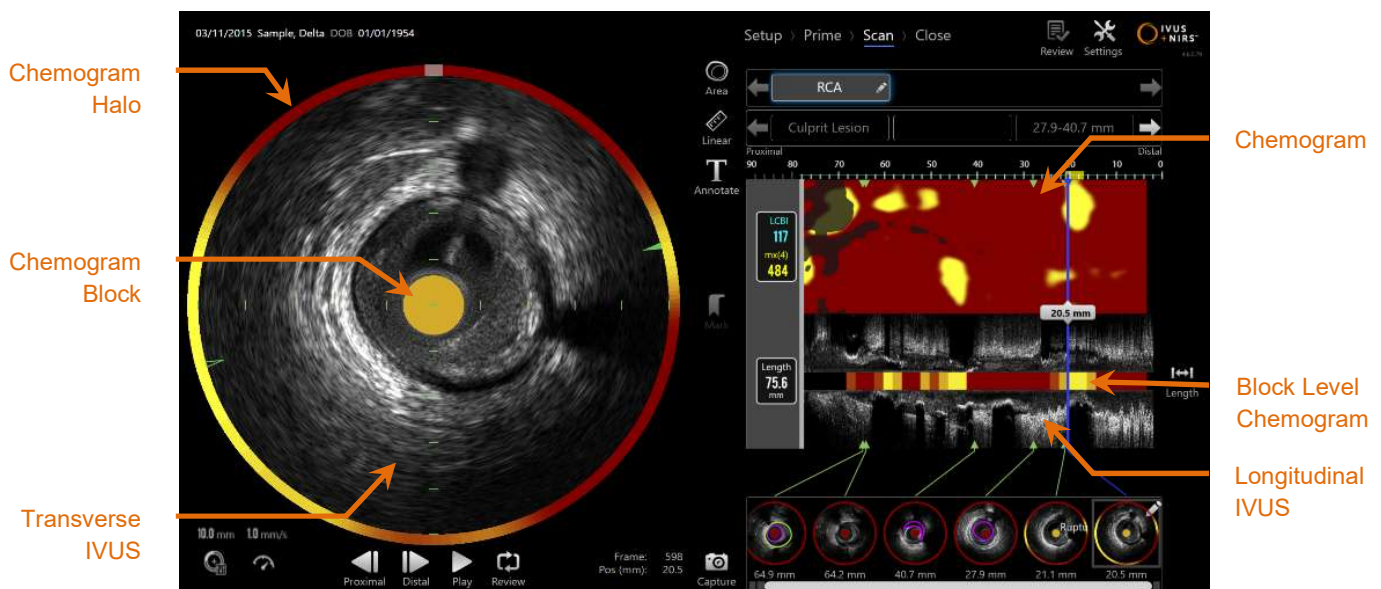 03/11/2015 Sample, Delta DOB 01/01/1954
Setup Prime Scan Close
Review
Settings
IVUS
+NIRS
Chemogram
Halo
Area
RCA
Linear
Culprit Lesion
27.9-40.7 mm
Chemogram
Proximal
Distal
90 80 70 60 50 40 30 20 10 0
T
Annotate
LCBI
117
mx(4)
484
Chemogram
Block
Mark
20.5 mm
Length
75.6
mm
Length
Block Level
Chemogram
Longitudinal
IVUS
Transverse
IVUS
10.0 mm 1.0 mm/s
Proximal
Distal
Play
Review
Frame: 598
Pos (mm): 20.5
Capture
Ruptu
64.9 mm
64.2 mm
40.7 mm
27.9 mm
21.1 mm
20.5 mm